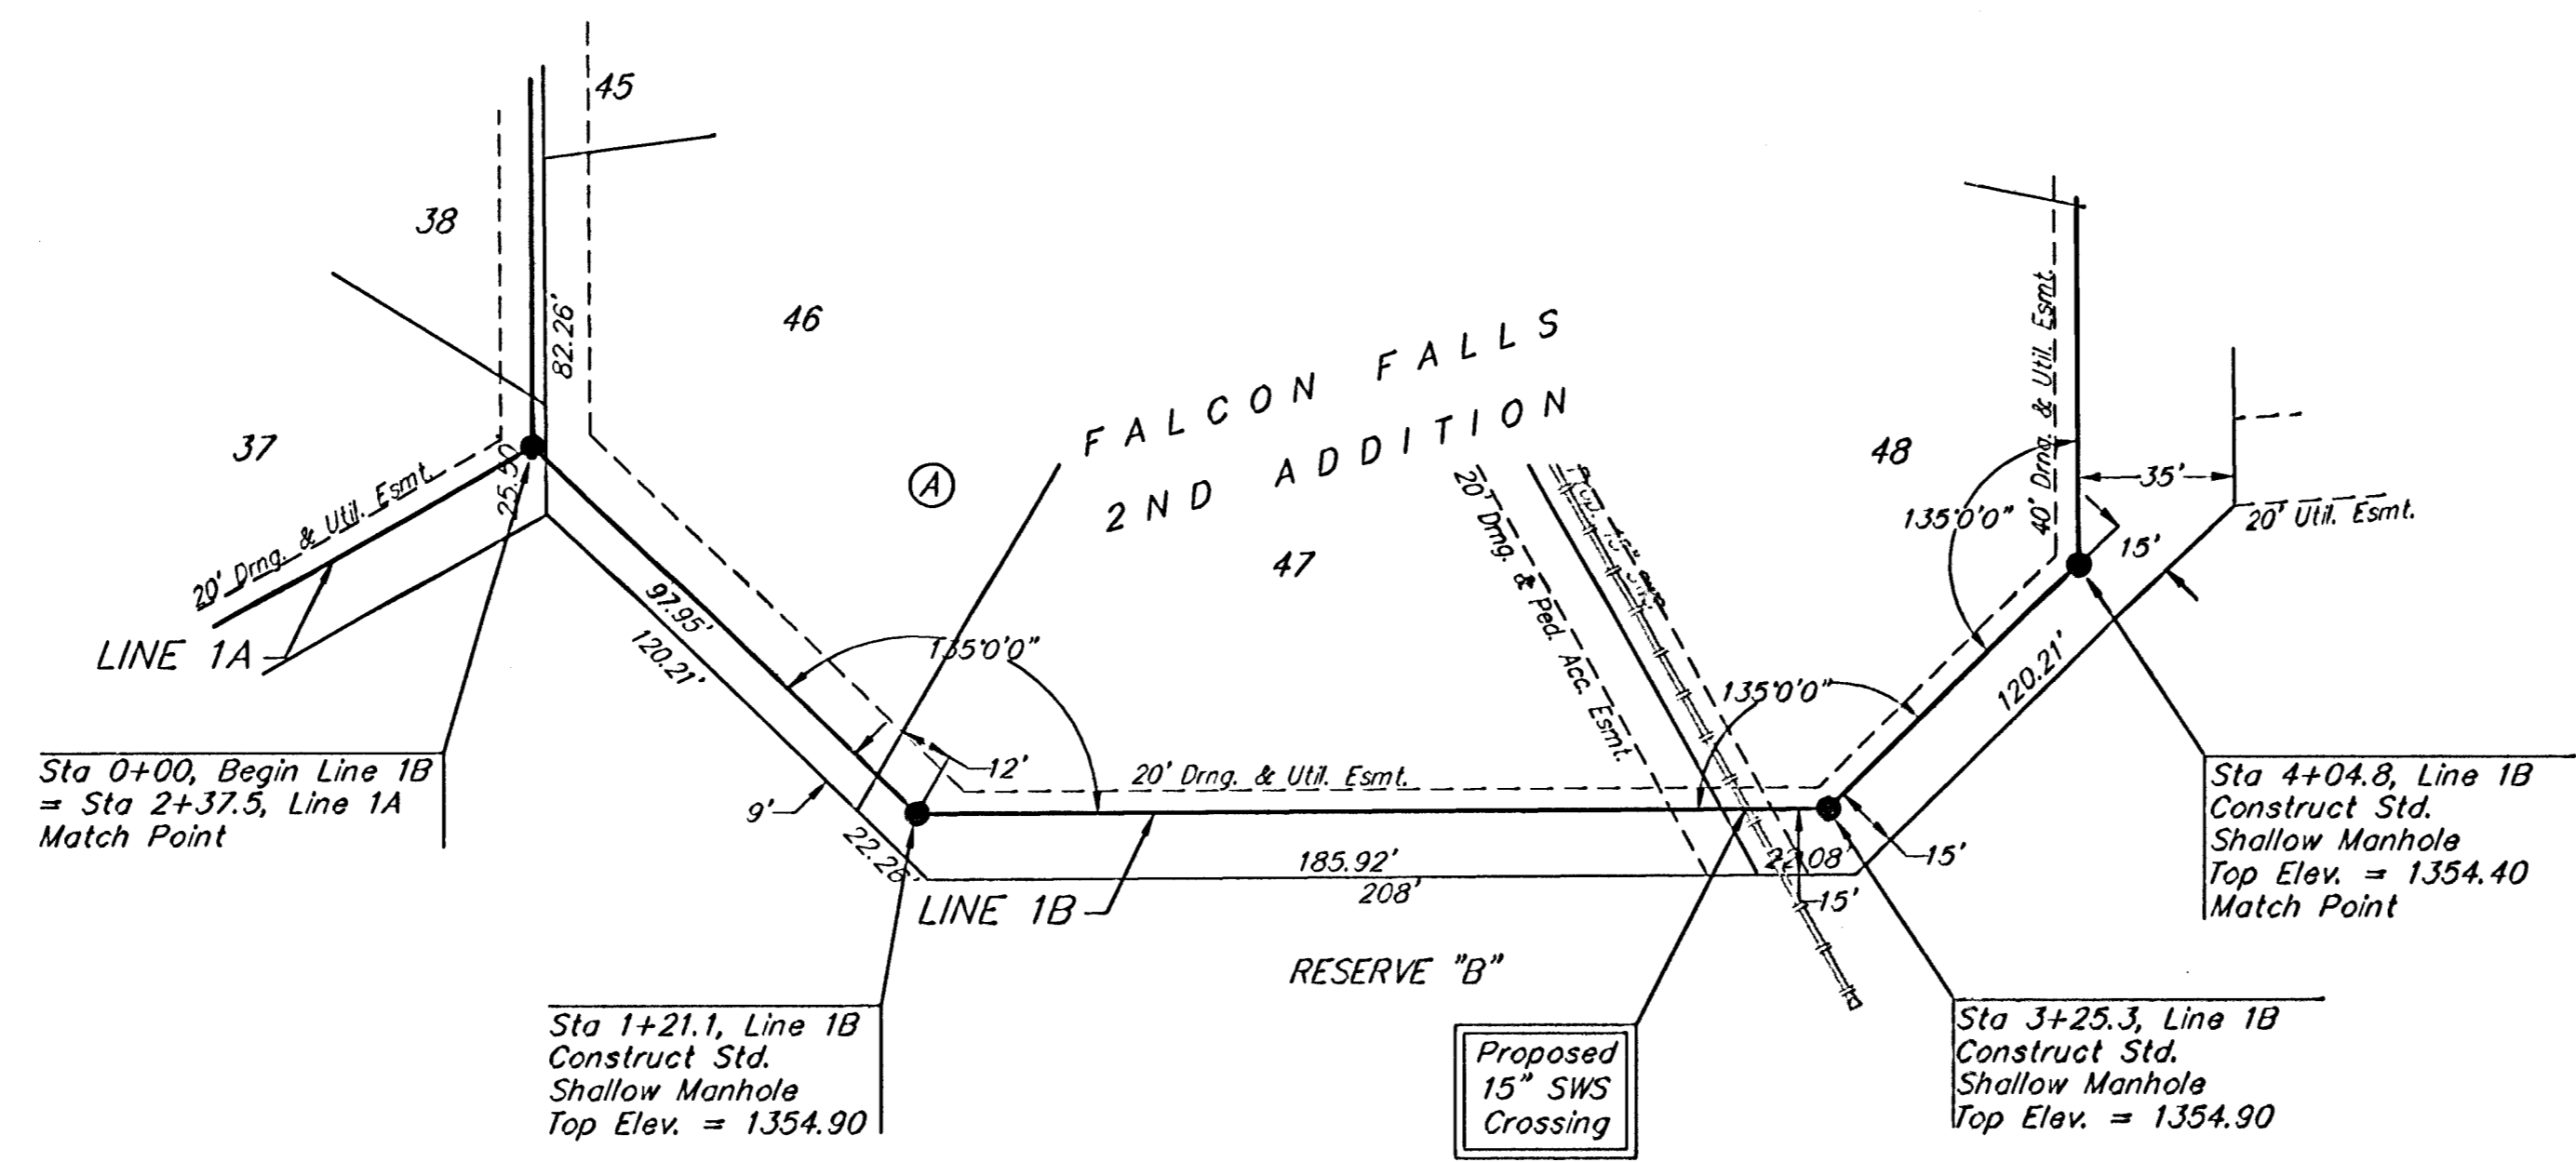 45
38
82.26'
46
FALCON FALLS
2ND ADDITION
37
25.50
A
48
40' Drng. & Util. Esmt.
35'
20' Util. Esmt.
135°0'0"
15'
20' Drng. & Util. Esmt.
47
20' Drng. & Ped. Acc. Esmt.
LINE 1A
97.95'
120.21'
135°0'0"
135°0'0"
120.21'
12'
20' Drng. & Util. Esmt.
9'
22.26'
185.92'
208'
15'
15'
LINE 1B
RESERVE "B"
Sta 0+00, Begin Line 1B
= Sta 2+37.5, Line 1A
Match Point
Sta 4+04.8, Line 1B
Construct Std.
Shallow Manhole
Top Elev. = 1354.40
Match Point
Sta 1+21.1, Line 1B
Construct Std.
Shallow Manhole
Top Elev. = 1354.90
Proposed
15" SWS
Crossing
Sta 3+25.3, Line 1B
Construct Std.
Shallow Manhole
Top Elev. = 1354.90